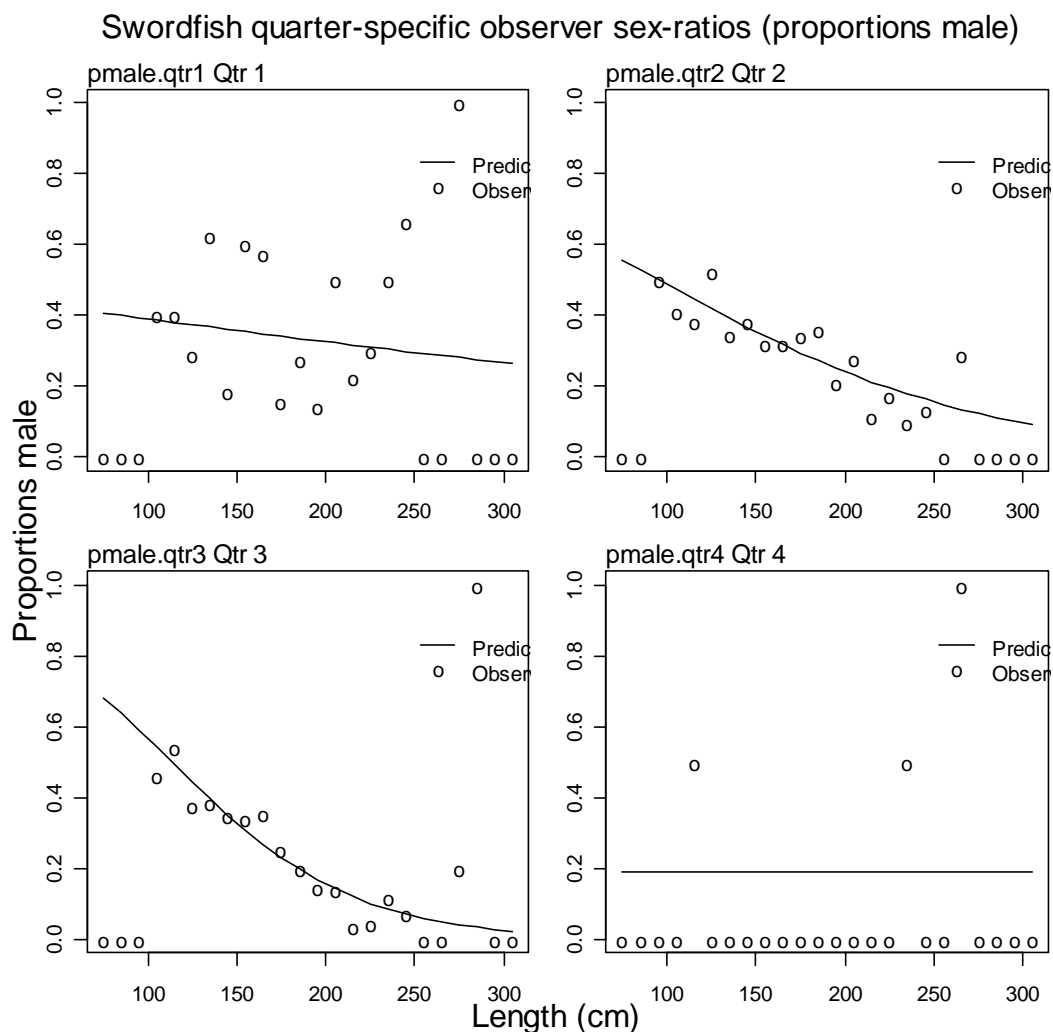 Swordfish quarter-specific observer sex-ratios (proportions male)
pmale.qtr1 Qtr 1
pmale.qtr2 Qtr 2
1.0
0.8
0.6
0.4
0.2
0.0
Predic
Obser
100 150 200 250 300
1.0
0.8
0.6
0.4
0.2
0.0
Predic
Obser
100 150 200 250 300
pmale.qtr3 Qtr 3
pmale.qtr4 Qtr 4
1.0
0.8
0.6
0.4
0.2
0.0
Predic
Obser
100 150 200 250 300
1.0
0.8
0.6
0.4
0.2
0.0
Predic
Obser
100 150 200 250 300
Proportions male
Length (cm)